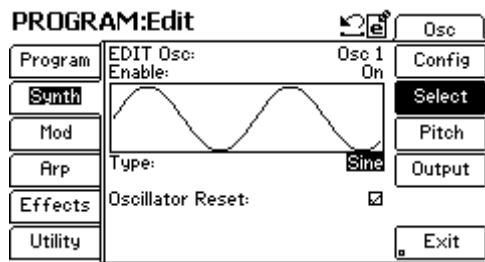 PROGRAM:Edit
e
Osc
Program
Synth
Mod
Arp
Effects
Utility
EDIT Osc: Osc 1
Enable: On
Type: Sine
Oscillator Reset:
Config
Select
Pitch
Output
Exit